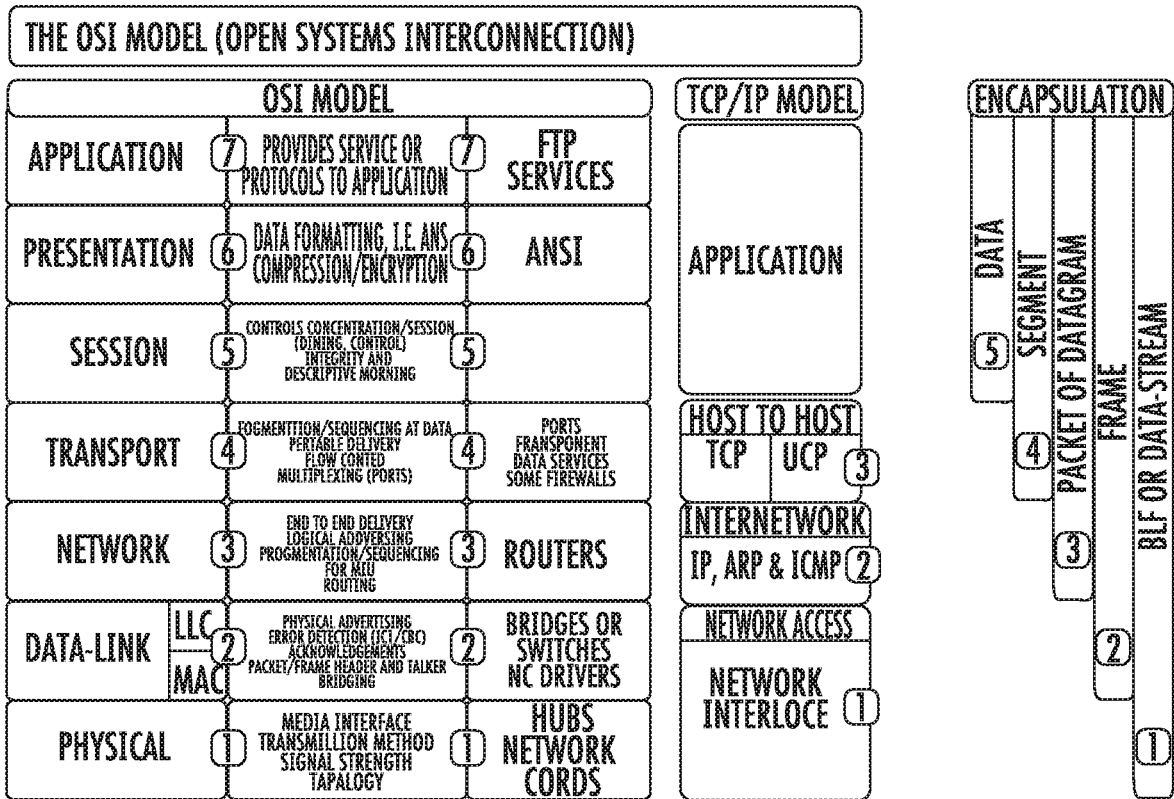 THE OSI MODEL (OPEN SYSTEMS INTERCONNECTION)
OSI MODEL
APPLICATION 7 PROVIDES SERVICE OR 7 FTP
PROTOCOLS TO APPLICATION SERVICES
PRESENTATION 6 DATA FORMATTING, I.E. ANS 6 ANSI
COMPRESSION/ENCRYPTION
SESSION 5 CONTROLS CONCENTRATION/SESSION 5
(DINING, CONTROL)
INTEGRITY AND
DESCRIPTIVE MORNING
TRANSPORT 4 FOGMENTTION/SEQUENCING AT DATA 4 PORTS
PERTABLE DELIVERY FRANSPONENT
FLOW CONTED DATA SERVICES
MULTIPLEXING (PORTS) SOME FIREWALLS
NETWORK 3 END TO END DELIVERY 3 ROUTERS
LOGICAL ADDVERSING
PROGMENTATION/SEQUENCING
FOR MIU
ROUTING
DATA-LINK LLC MAC 2 PHYSICAL ADVERTISING 2 BRIDGES OR
ERROR DETECTION (ICI/CBC) SWITCHES
ACKNOWLEDGEMENTS NC DRIVERS
PACKET/FRAME HEADER AND TALKER
BRIDGING
PHYSICAL 1 MEDIA INTERFACE 1 HUBS
TRANSMILLION METHOD NETWORK
SIGNAL STRENGTH CORDS
TAPALOGY
TCP/IP MODEL
APPLICATION
HOST TO HOST
TCP UCP 3
INTERNETWORK
IP, ARP & ICMP 2
NETWORK ACCESS
NETWORK
INTERLOCE 1
ENCAPSULATION
DATA 5
SEGMENT 4
PACKET OF DATAGRAM 3
FRAME 2
BLF OR DATA-STREAM 1